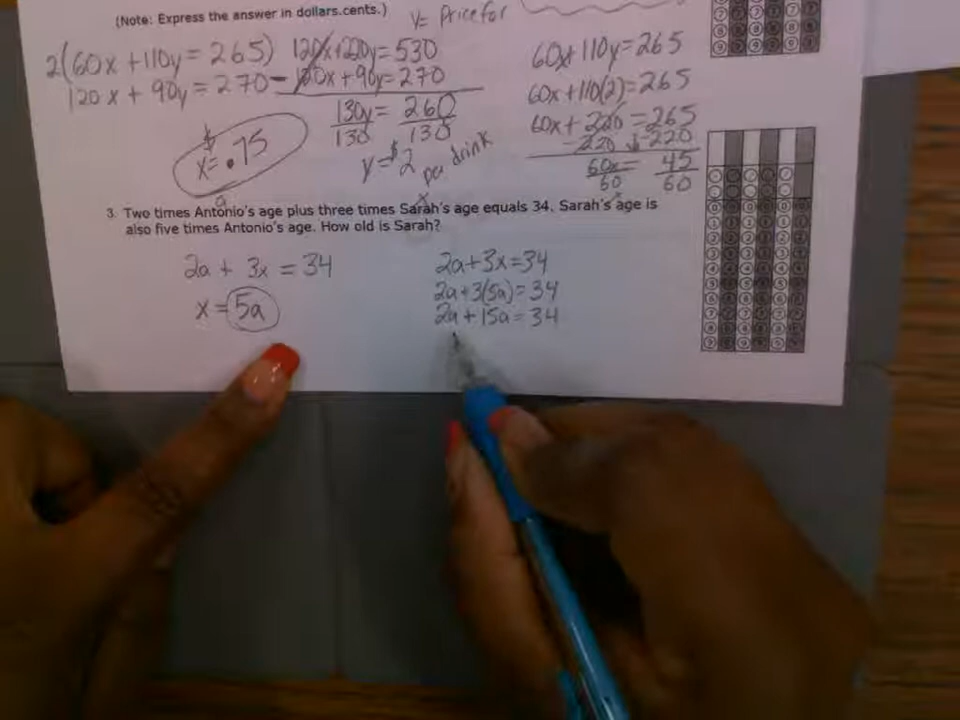 (Note: Express the answer in dollars.cents.)
y= Price for
2(60x + 110y = 265)
120x + 90y = 270
120x+220y=530
- 120x + 90y=270
130y = 260
130 130
y = $2 per drink
$
x= .75
60x+110y=265
60x+110(2)=265
60x+ 220 =265
-220 ↓-220
60x= 45
60 60
a
x
3. Two times Antonio's age plus three times Sarah's age equals 34. Sarah's age is
also five times Antonio's age. How old is Sarah?
2a + 3x = 34
x = 5a
2a+3x=34
2a+3(5a)=34
2a+15a=34